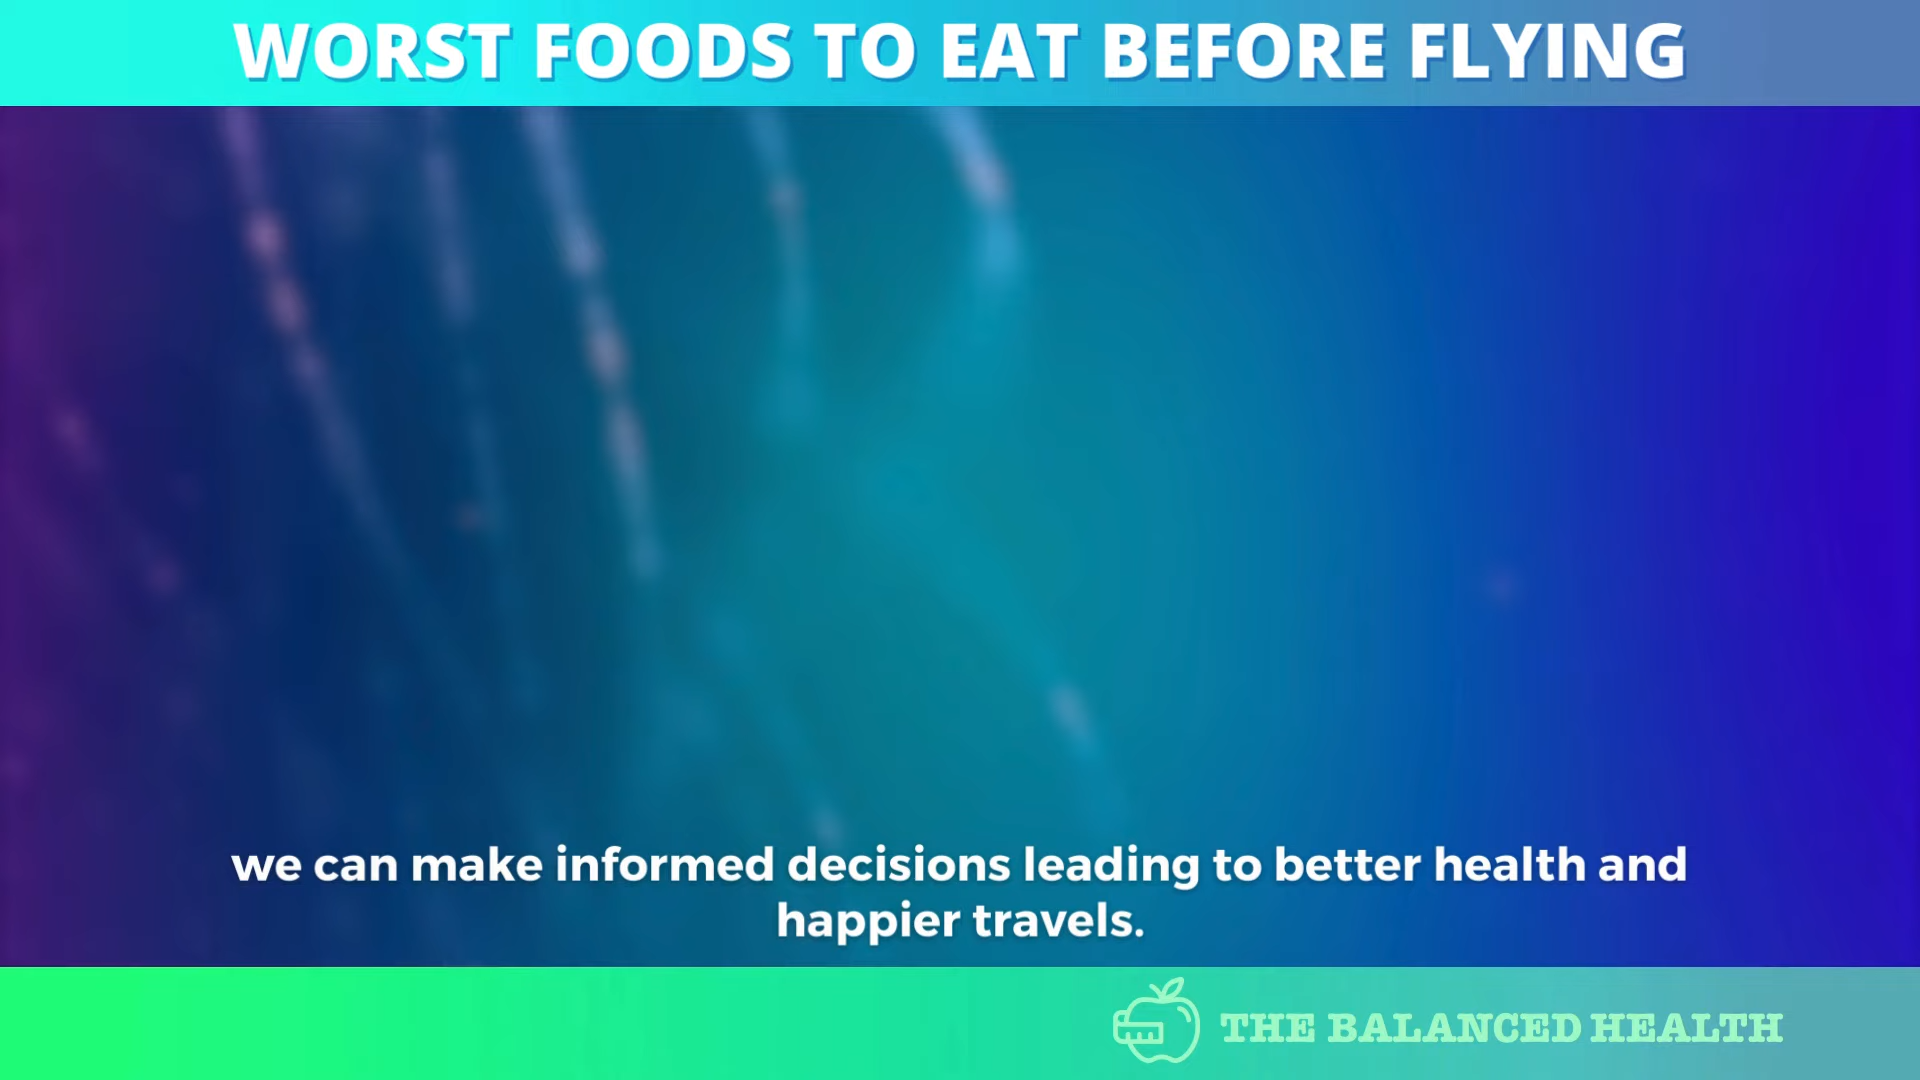 WORST FOODS TO EAT BEFORE FLYING
we can make informed decisions leading to better health and
happier travels.
THE BALANCED HEALTH